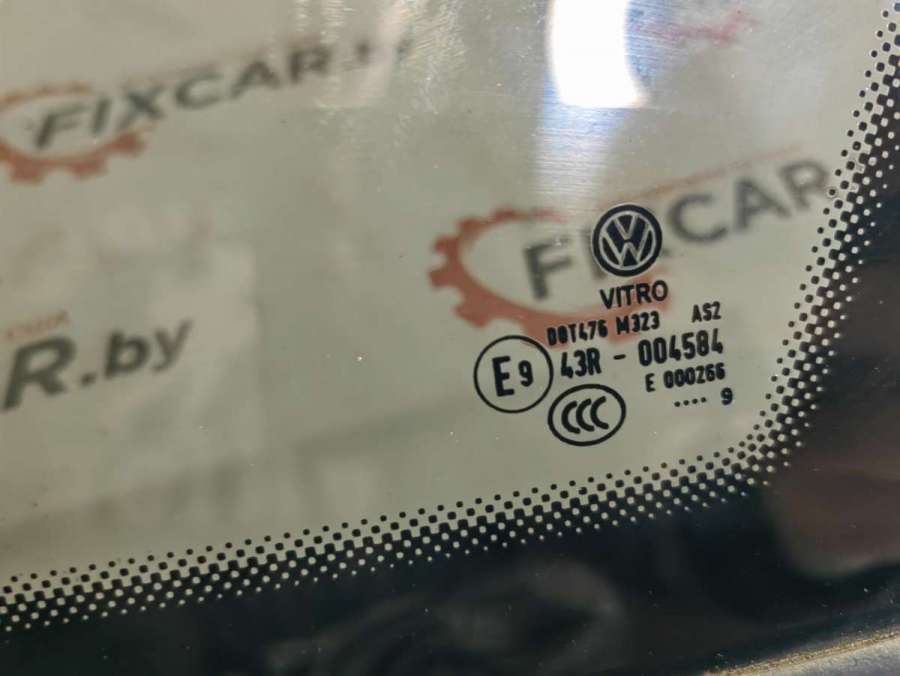 FIXCAR
FIXCAR
R.by
VITRO
DOT476 M323 AS2
E9 43R - 004584
E 000266
CCC
.... 9